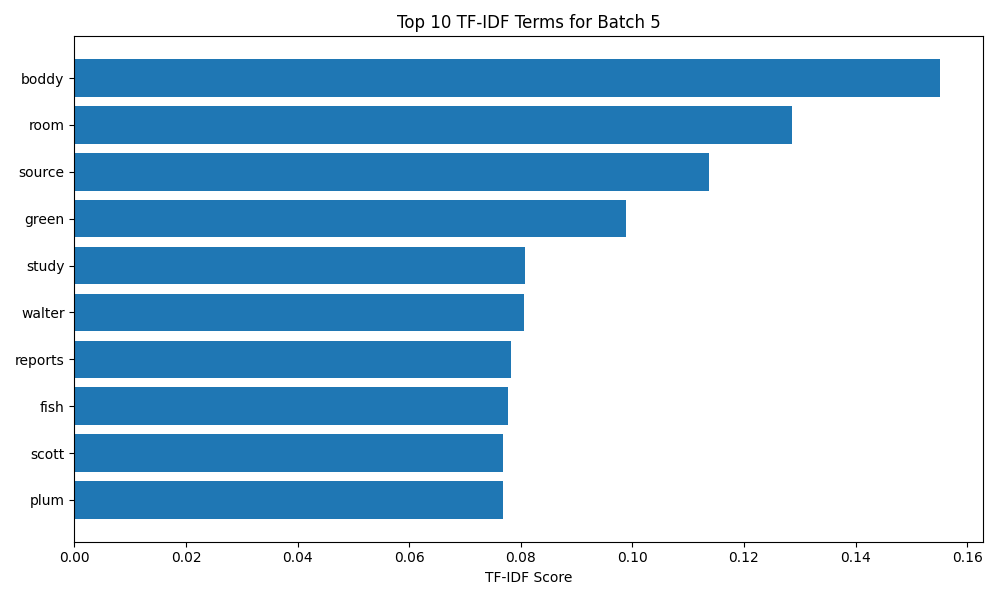 Top 10 TF-IDF Terms for Batch 5
boddy
room
source
green
study
walter
reports
fish
scott
plum
0.00 0.02 0.04 0.06 0.08 0.10 0.12 0.14 0.16
TF-IDF Score